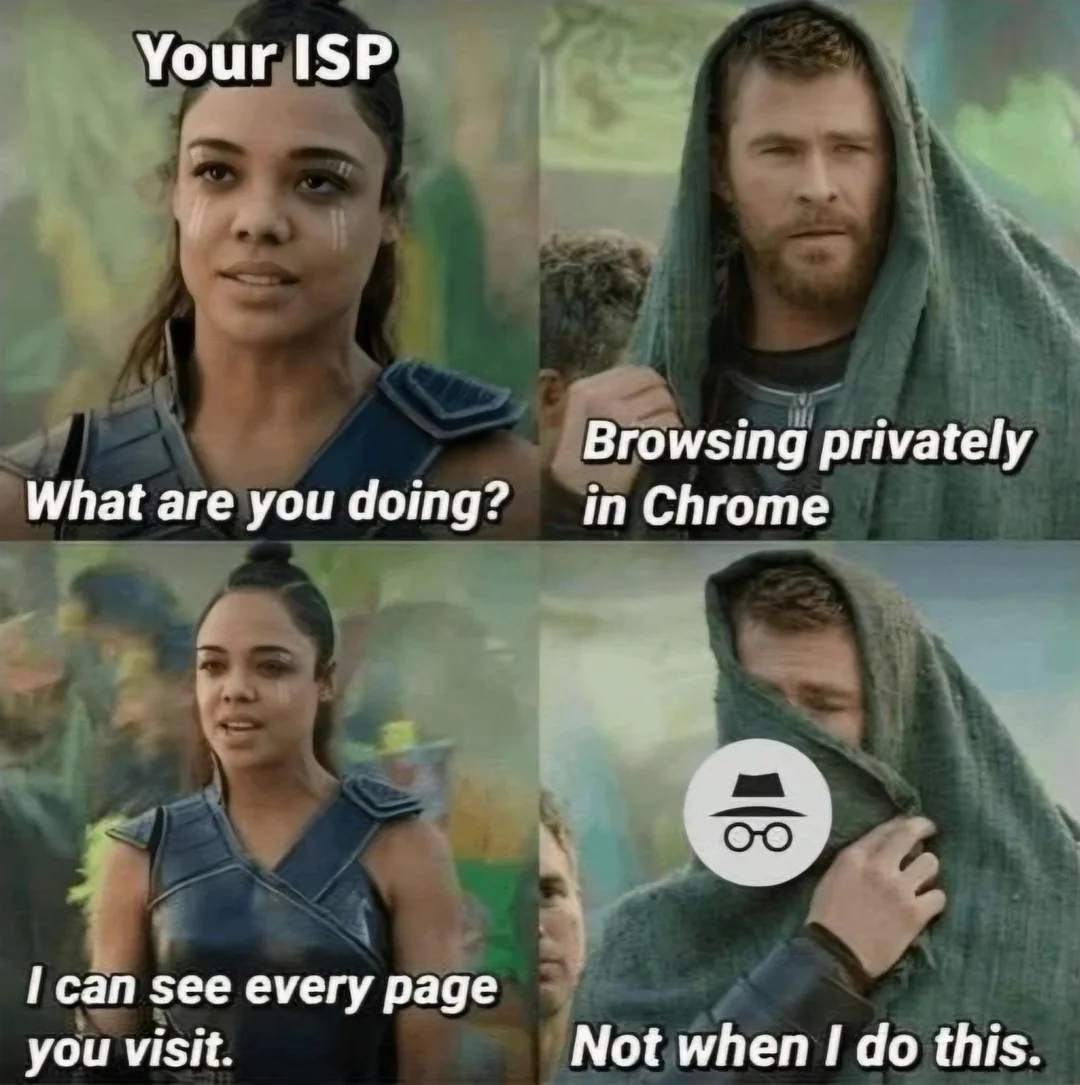 Your ISP
What are you doing?
Browsing privately
in Chrome
I can see every page
you visit.
Not when I do this.